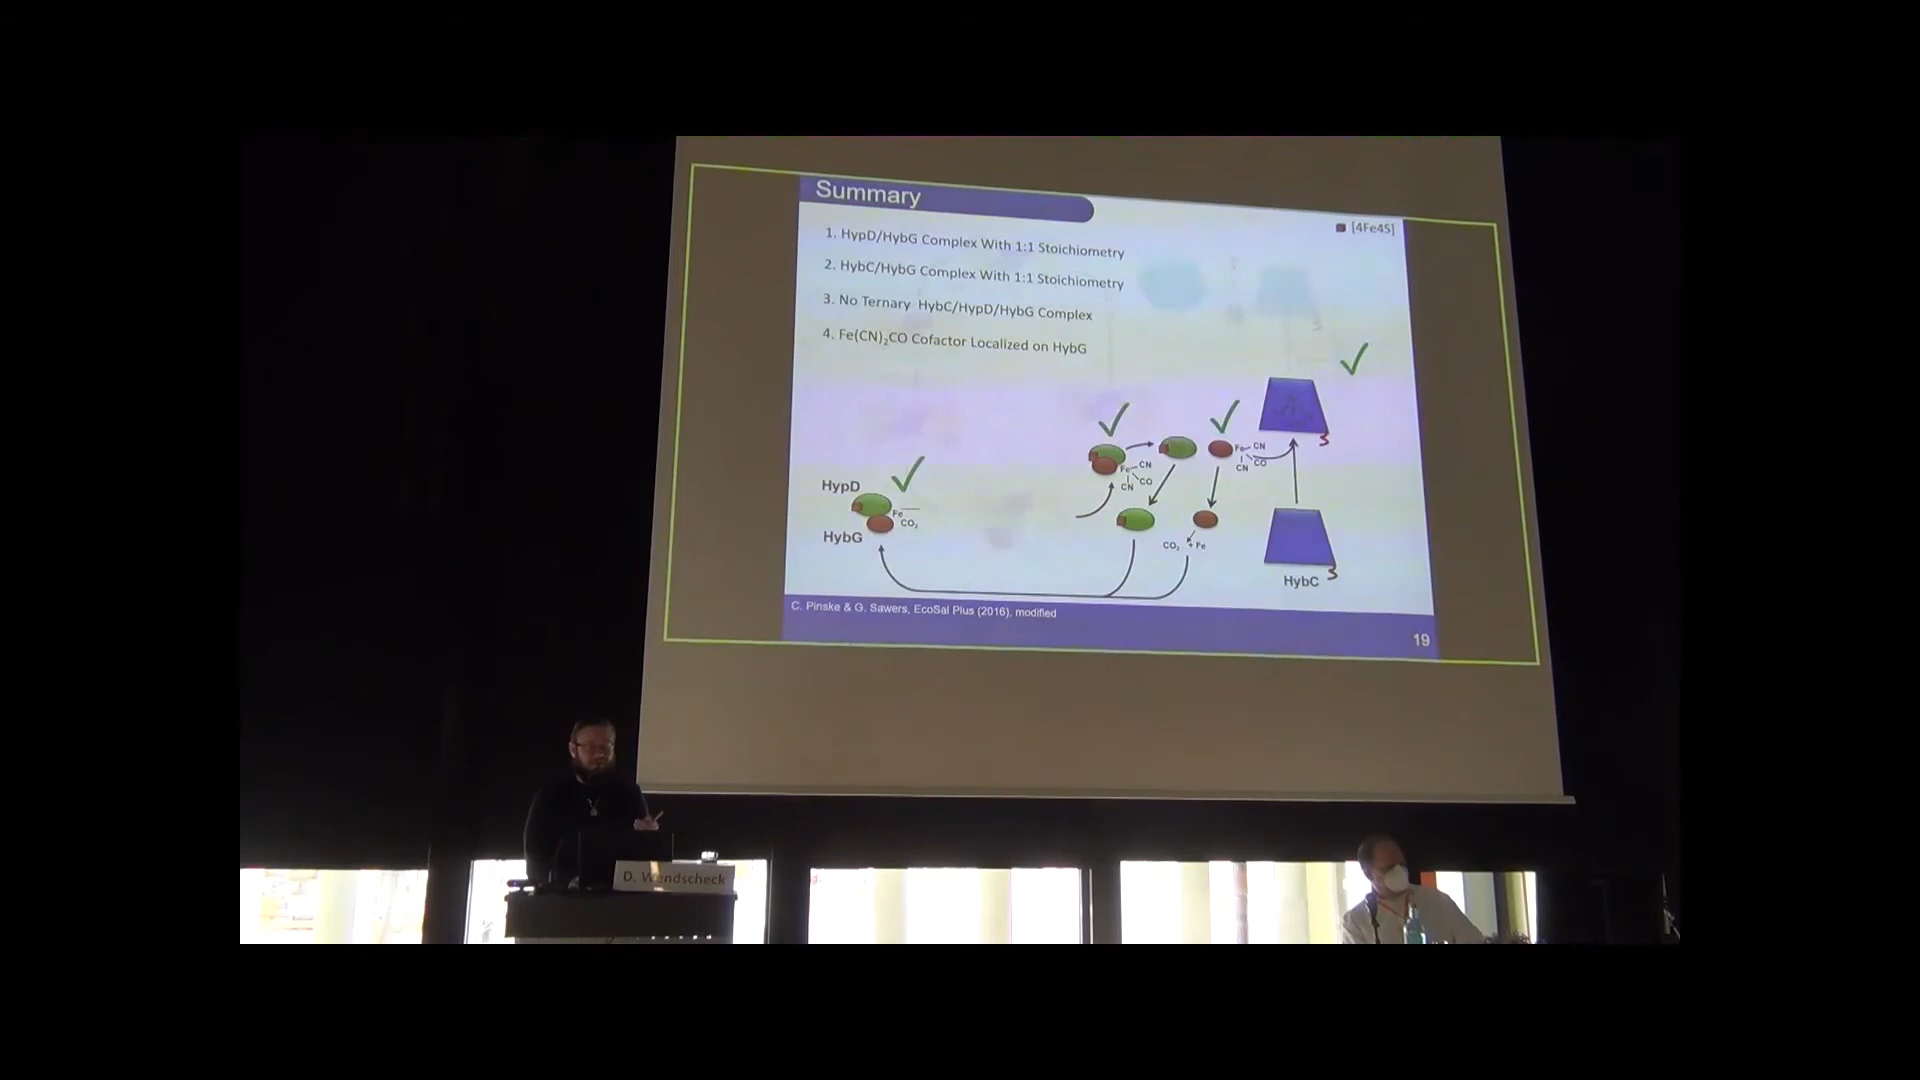 Summary
[4Fe4S]
1. HypD/HybG Complex With 1:1 Stoichiometry
2. HybC/HybG Complex With 1:1 Stoichiometry
3. No Ternary HybC/HypD/HybG Complex
4. Fe(CN)₂CO Cofactor Localized on HybG
Fe CN
CN CO
Fe CN
CN CO
HypD
Fe
CO₂
HybG
CO₂ + Fe
HybC
C. Pinske & G. Sawers, EcoSal Plus (2016), modified
19
D. Wendscheck